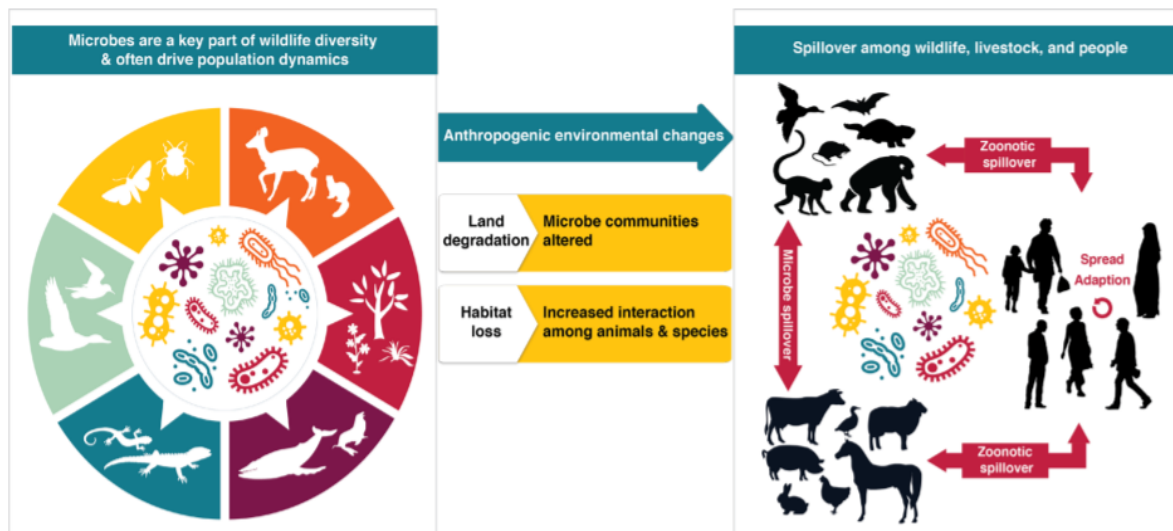 Microbes are a key part of wildlife diversity
& often drive population dynamics
Anthropogenic environmental changes
Land
degradation
Microbe communities
altered
Habitat
loss
Increased interaction
among animals & species
Spillover among wildlife, livestock, and people
Zoonotic
spillover
Microbe spillover
Spread
Adaption
Zoonotic
spillover